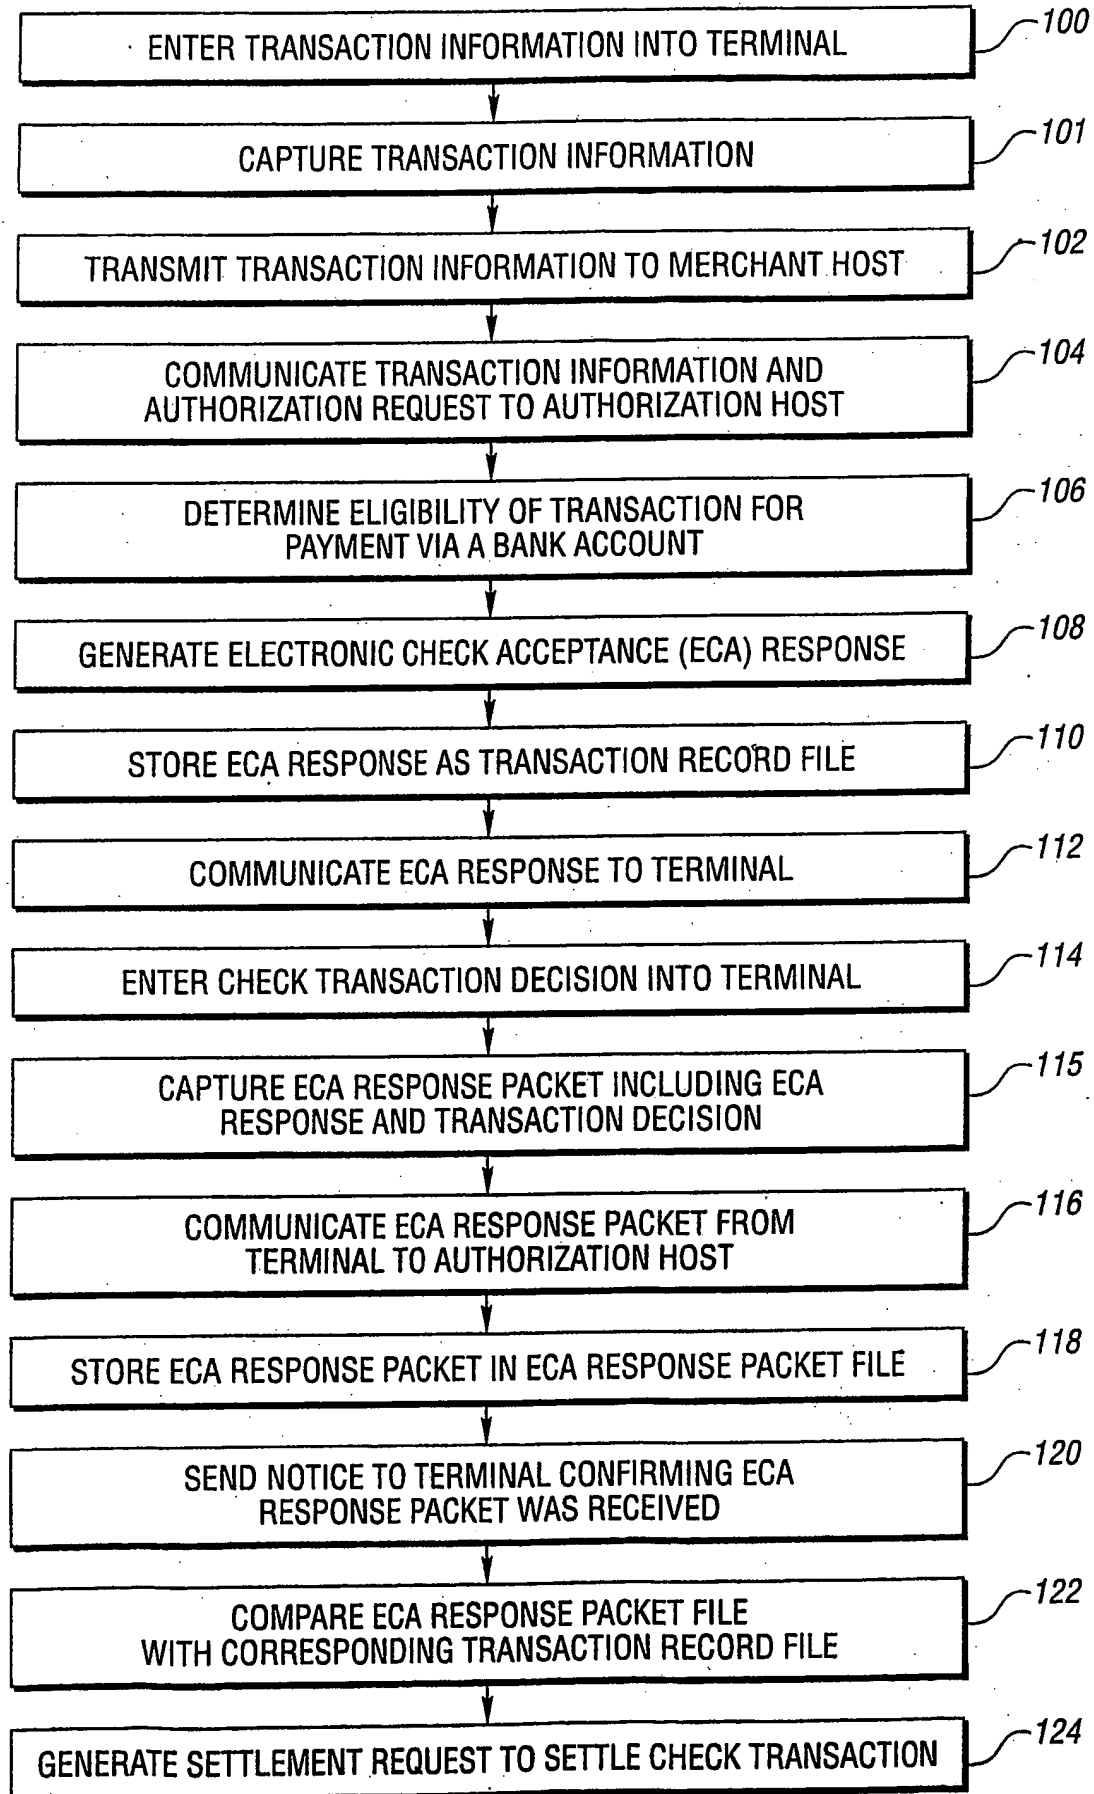 ENTER TRANSACTION INFORMATION INTO TERMINAL
100
CAPTURE TRANSACTION INFORMATION
101
TRANSMIT TRANSACTION INFORMATION TO MERCHANT HOST
102
COMMUNICATE TRANSACTION INFORMATION AND
AUTHORIZATION REQUEST TO AUTHORIZATION HOST
104
DETERMINE ELIGIBILITY OF TRANSACTION FOR
PAYMENT VIA A BANK ACCOUNT
106
GENERATE ELECTRONIC CHECK ACCEPTANCE (ECA) RESPONSE
108
STORE ECA RESPONSE AS TRANSACTION RECORD FILE
110
COMMUNICATE ECA RESPONSE TO TERMINAL
112
ENTER CHECK TRANSACTION DECISION INTO TERMINAL
114
CAPTURE ECA RESPONSE PACKET INCLUDING ECA
RESPONSE AND TRANSACTION DECISION
115
COMMUNICATE ECA RESPONSE PACKET FROM
TERMINAL TO AUTHORIZATION HOST
116
STORE ECA RESPONSE PACKET IN ECA RESPONSE PACKET FILE
118
SEND NOTICE TO TERMINAL CONFIRMING ECA
RESPONSE PACKET WAS RECEIVED
120
COMPARE ECA RESPONSE PACKET FILE
WITH CORRESPONDING TRANSACTION RECORD FILE
122
GENERATE SETTLEMENT REQUEST TO SETTLE CHECK TRANSACTION
124